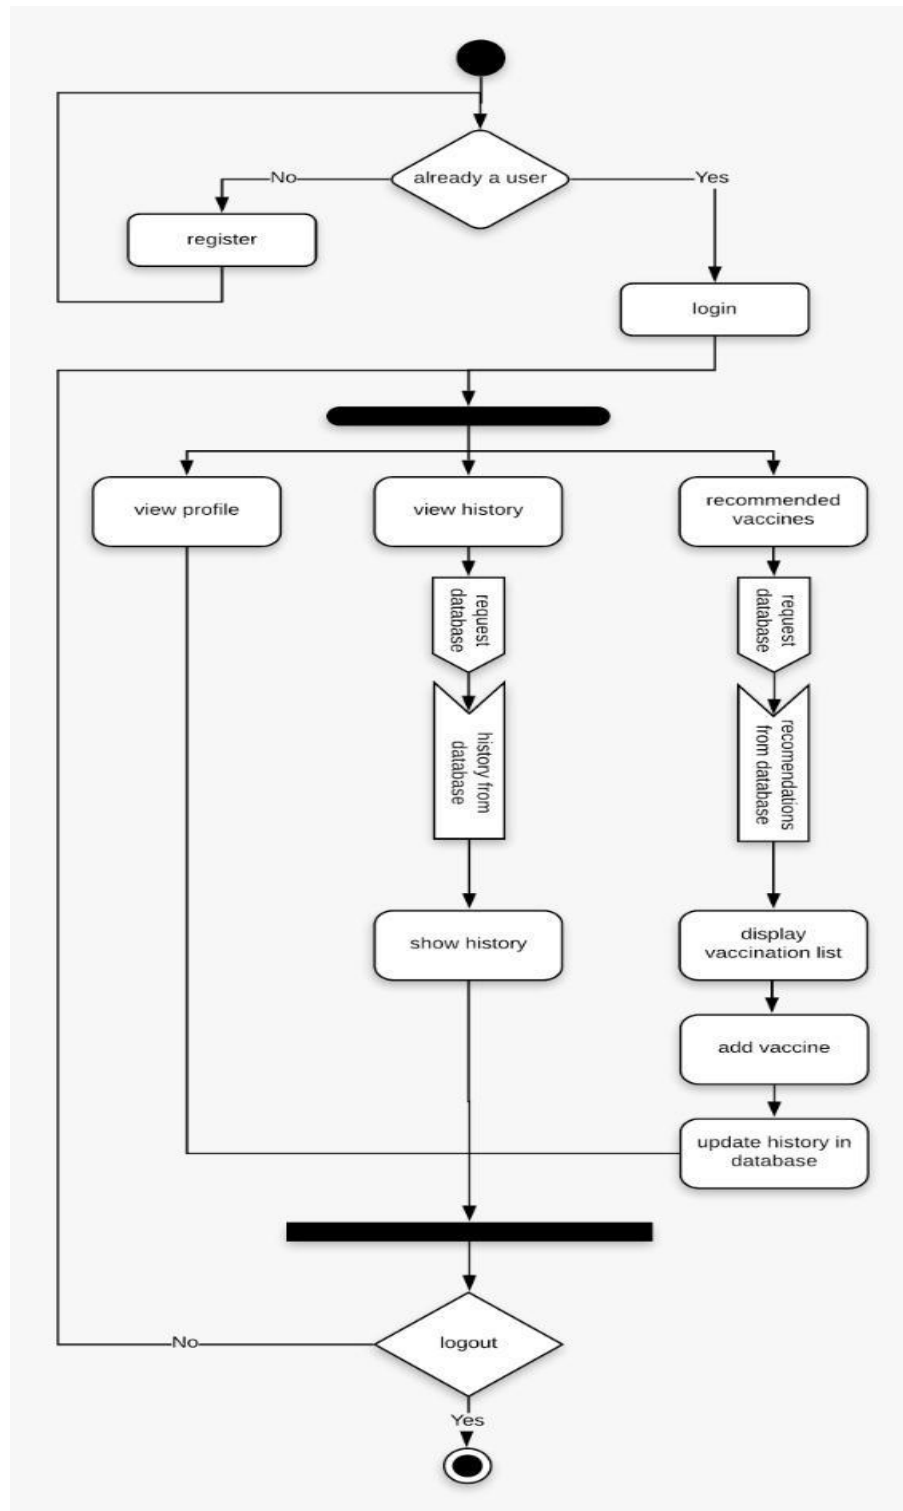 already a user
No
Yes
register
login
view profile
view history
recommended
vaccines
request
database
request
database
history from
database
recomendations
from database
show history
display
vaccination list
add vaccine
update history in
database
logout
No
Yes